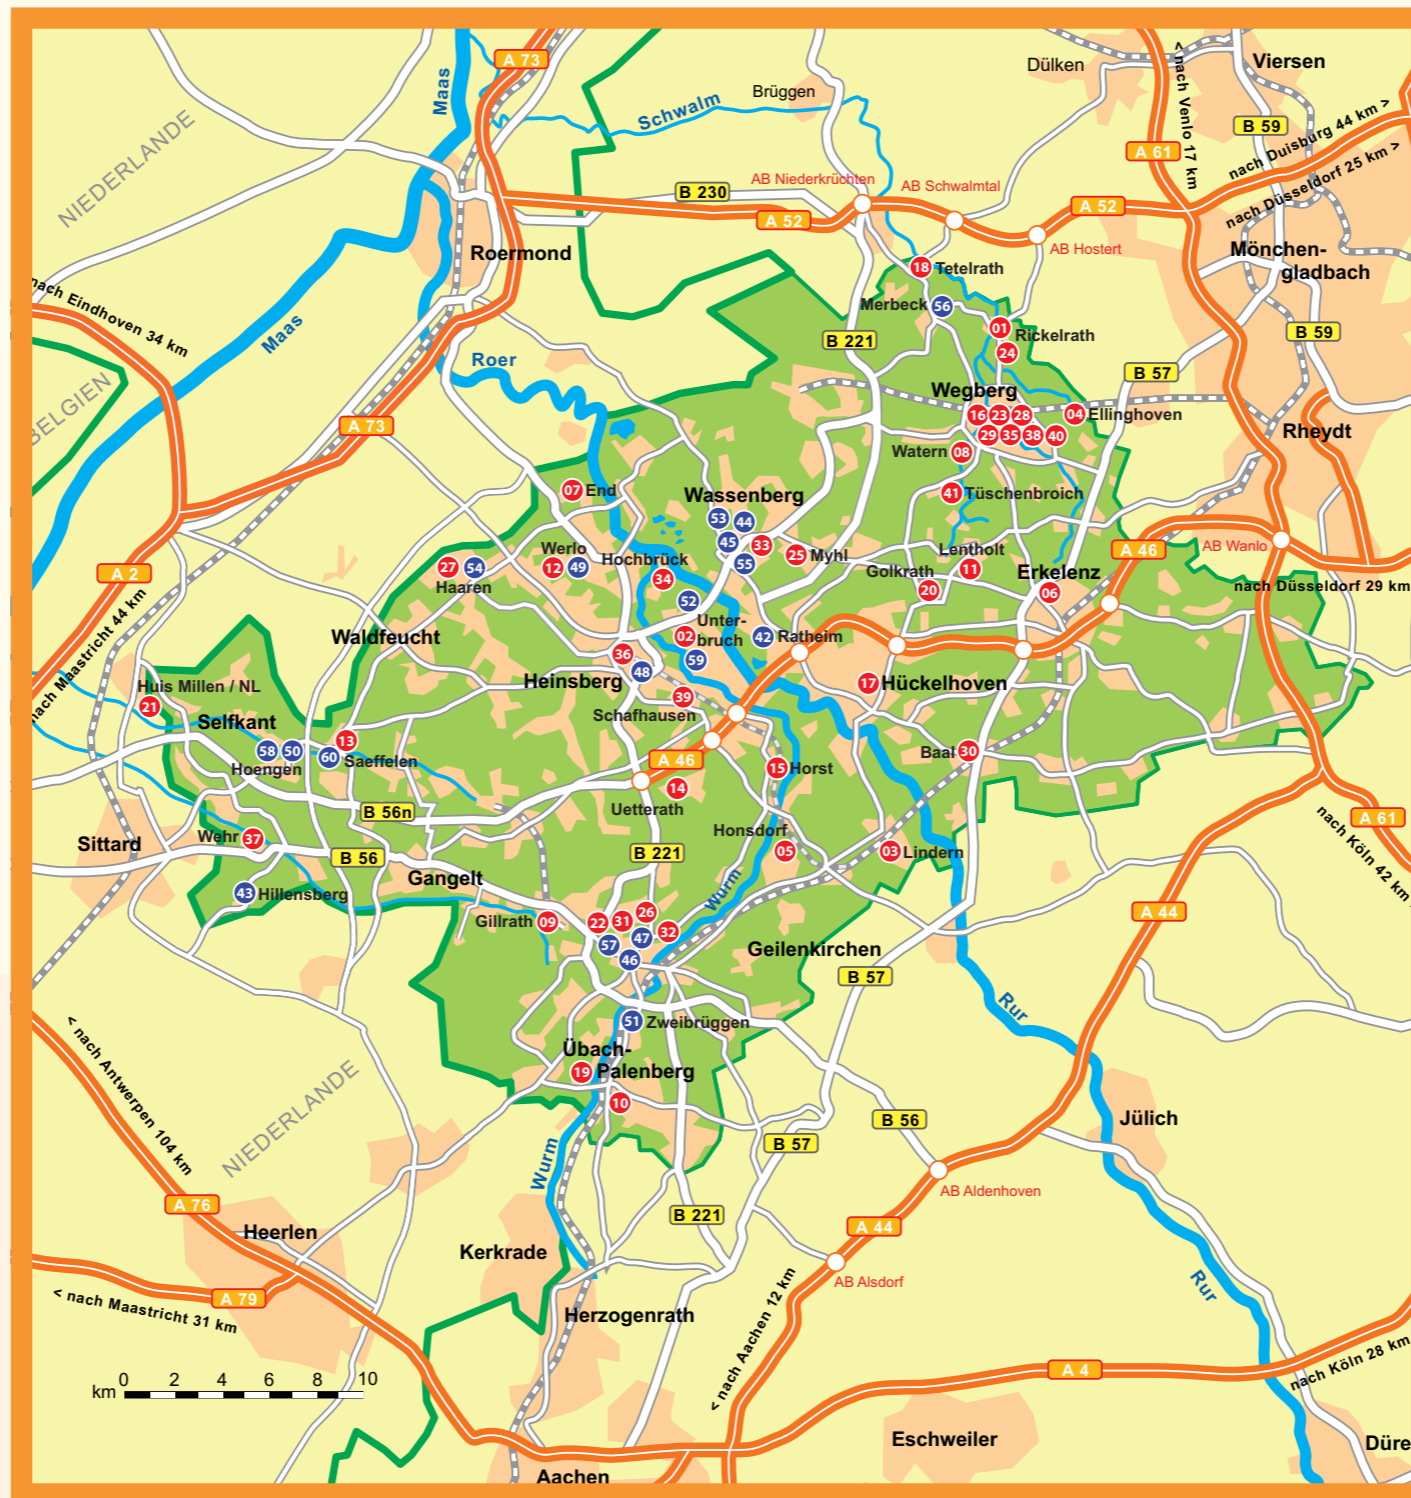 A 73
Maas
Schwalm
Brüggen
Dülken
Viersen
B 59
< nach Venlo 17 km
A 61
nach Duisburg 44 km >
nach Düsseldorf 25 km >
NIEDERLANDE
B 230
AB Niederkrüchten
AB Schwalmtal
A 52
A 52
AB Hostert
Roermond
Mönchen-
gladbach
18 Tetelrath
Merbeck 56
01
Rickelrath
24
nach Eindhoven 34 km
Maas
B 221
B 59
Roer
BELGIEN
B 57
Wegberg
16 23 28
04 Ellinghoven
29 35 38 40
Rheydt
A 73
Watern 08
07 End
Wassenberg
41 Tüschenbroich
53 44
45 33
25 Myhl
55
Werlo
12 49
Hochbrück
34
27 54
Haaren
Lentholt
11
Golkrath
20
Erkelenz
06
A 46
AB Wanlo
nach Düsseldorf 29 km
A 2
nach Maastricht 44 km
52
Unter-
bruch
02
59
42 Ratheim
Waldfeucht
36
48
Heinsberg
39
Schafhausen
17 Hückelhoven
Huis Millen / NL
21
Selfkant
58 50
Hoengen
13
60 Saeffelen
Baal 30
A 46
15 Horst
14
Uetterath
B 56n
Honsdorf
05
03 Lindern
Sittard
Wehr 37
B 56
B 221
A 61
nach Köln 42 km
Gangelt
43 Hillensberg
Wurm
Gillrath 09
22 31 26
32
57 47
46
Geilenkirchen
A 44
B 57
Rur
51 Zweibrüggen
Übach-
Palenberg
19
10
< nach Antwerpen 104 km
NIEDERLANDE
B 56
Jülich
B 57
Wurm
AB Aldenhoven
A 76
B 221
A 44
Heerlen
Kerkrade
AB Alsdorf
Rur
A 79
< nach Maastricht 31 km
Herzogenrath
< nach Aachen 12 km
A 4
nach Köln 28 km
km 0 2 4 6 8 10
Eschweiler
Düre
Aachen